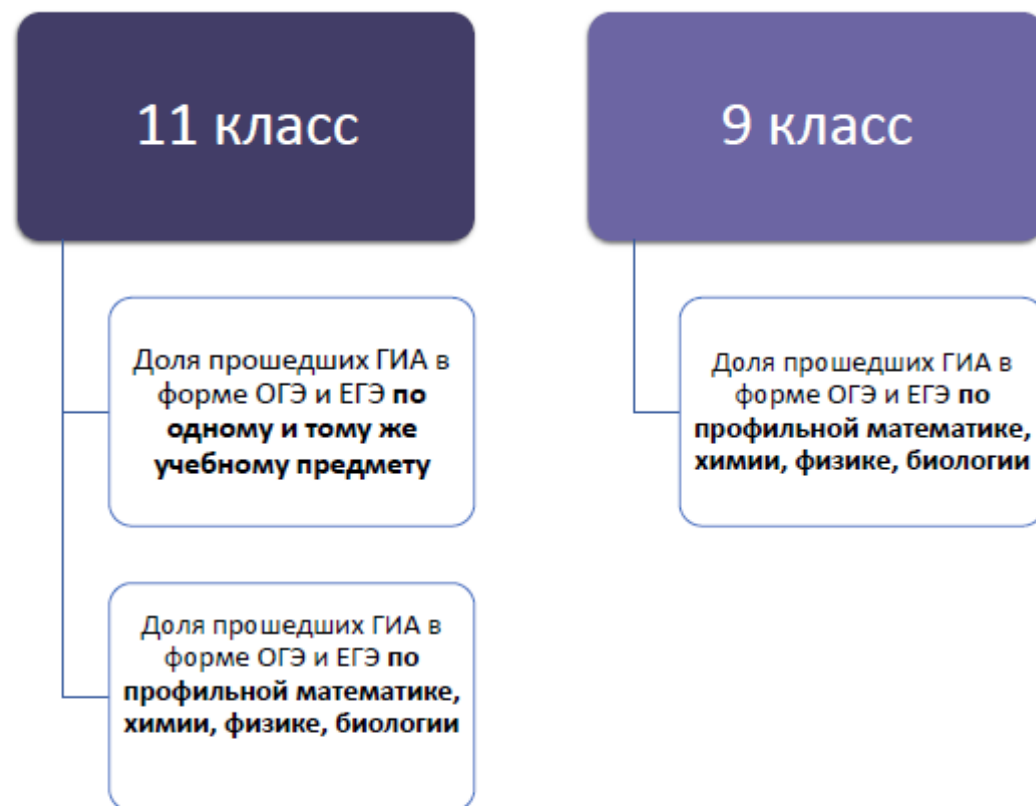 11 класс
Доля прошедших ГИА в
форме ОГЭ и ЕГЭ по
одному и тому же
учебному предмету
Доля прошедших ГИА в
форме ОГЭ и ЕГЭ по
профильной математике,
химии, физике, биологии
9 класс
Доля прошедших ГИА в
форме ОГЭ и ЕГЭ по
профильной математике,
химии, физике, биологии